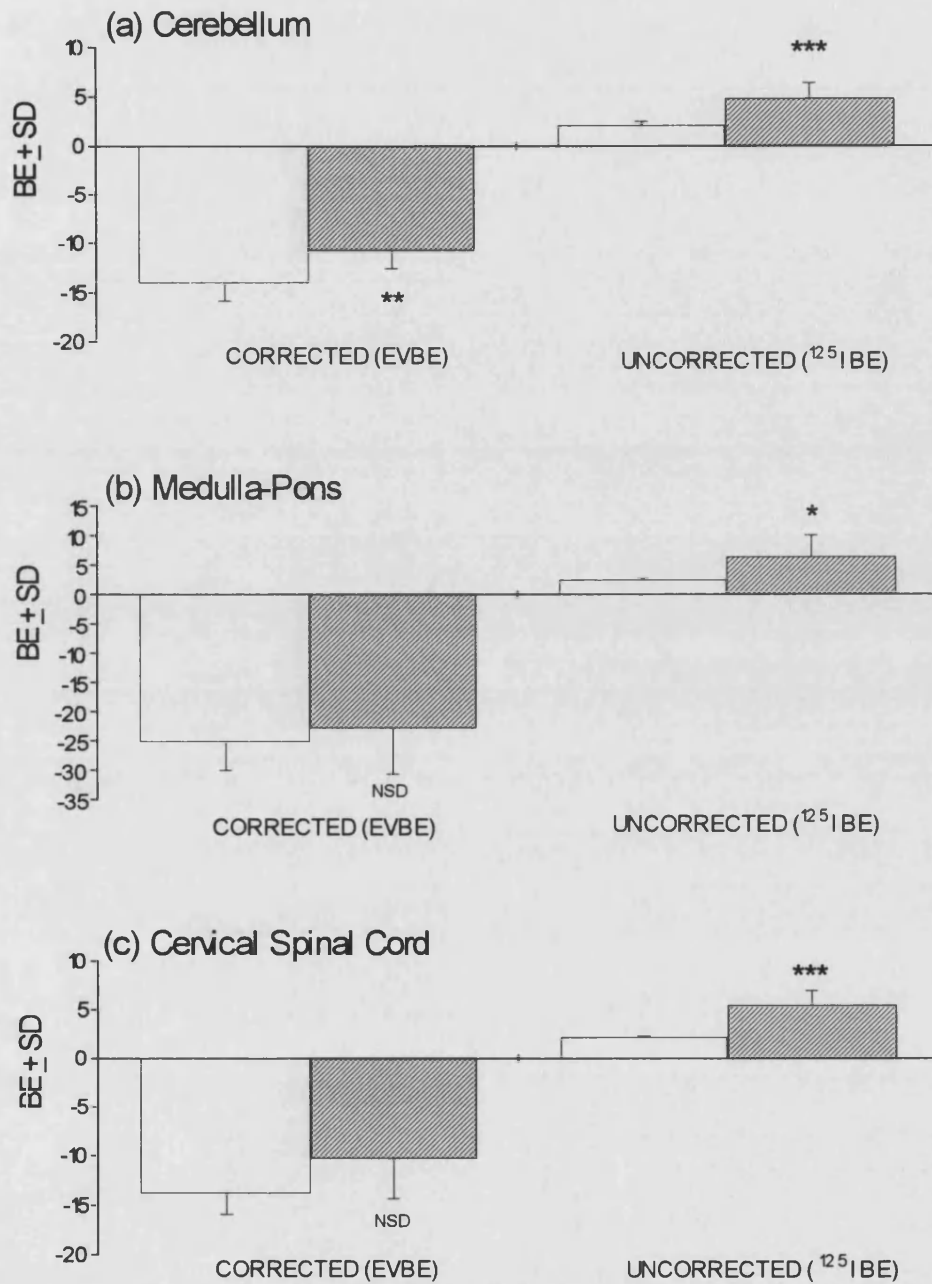 (a) Cerebellum
10
***
5
0
-5
-10
-15
-20
BE±SD
**
CORRECTED (EVBE)
UNCORRECTED (¹²⁵I BE)
(b) Medulla-Pons
15
10
*
5
0
-5
-10
-15
-20
-25
-30
-35
BE±SD
NSD
CORRECTED (EVBE)
UNCORRECTED (¹²⁵I BE)
(c) Cervical Spinal Cord
10
***
5
0
-5
-10
-15
-20
BE±SD
NSD
CORRECTED (EVBE)
UNCORRECTED (¹²⁵I BE)